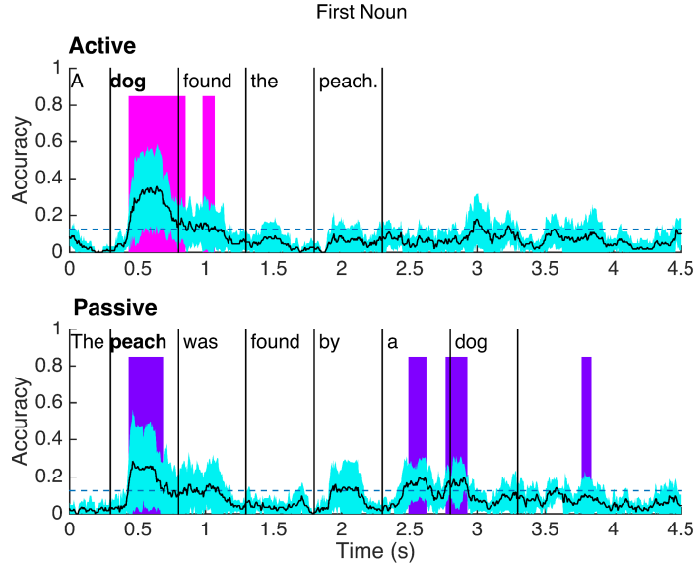 First Noun
Active
A dog found the peach.
Accuracy
1
0.8
0.6
0.4
0.2
0
0 0.5 1 1.5 2 2.5 3 3.5 4 4.5
Passive
The peach was found by a dog
Accuracy
1
0.8
0.6
0.4
0.2
0
0 0.5 1 1.5 2 2.5 3 3.5 4 4.5
Time (s)